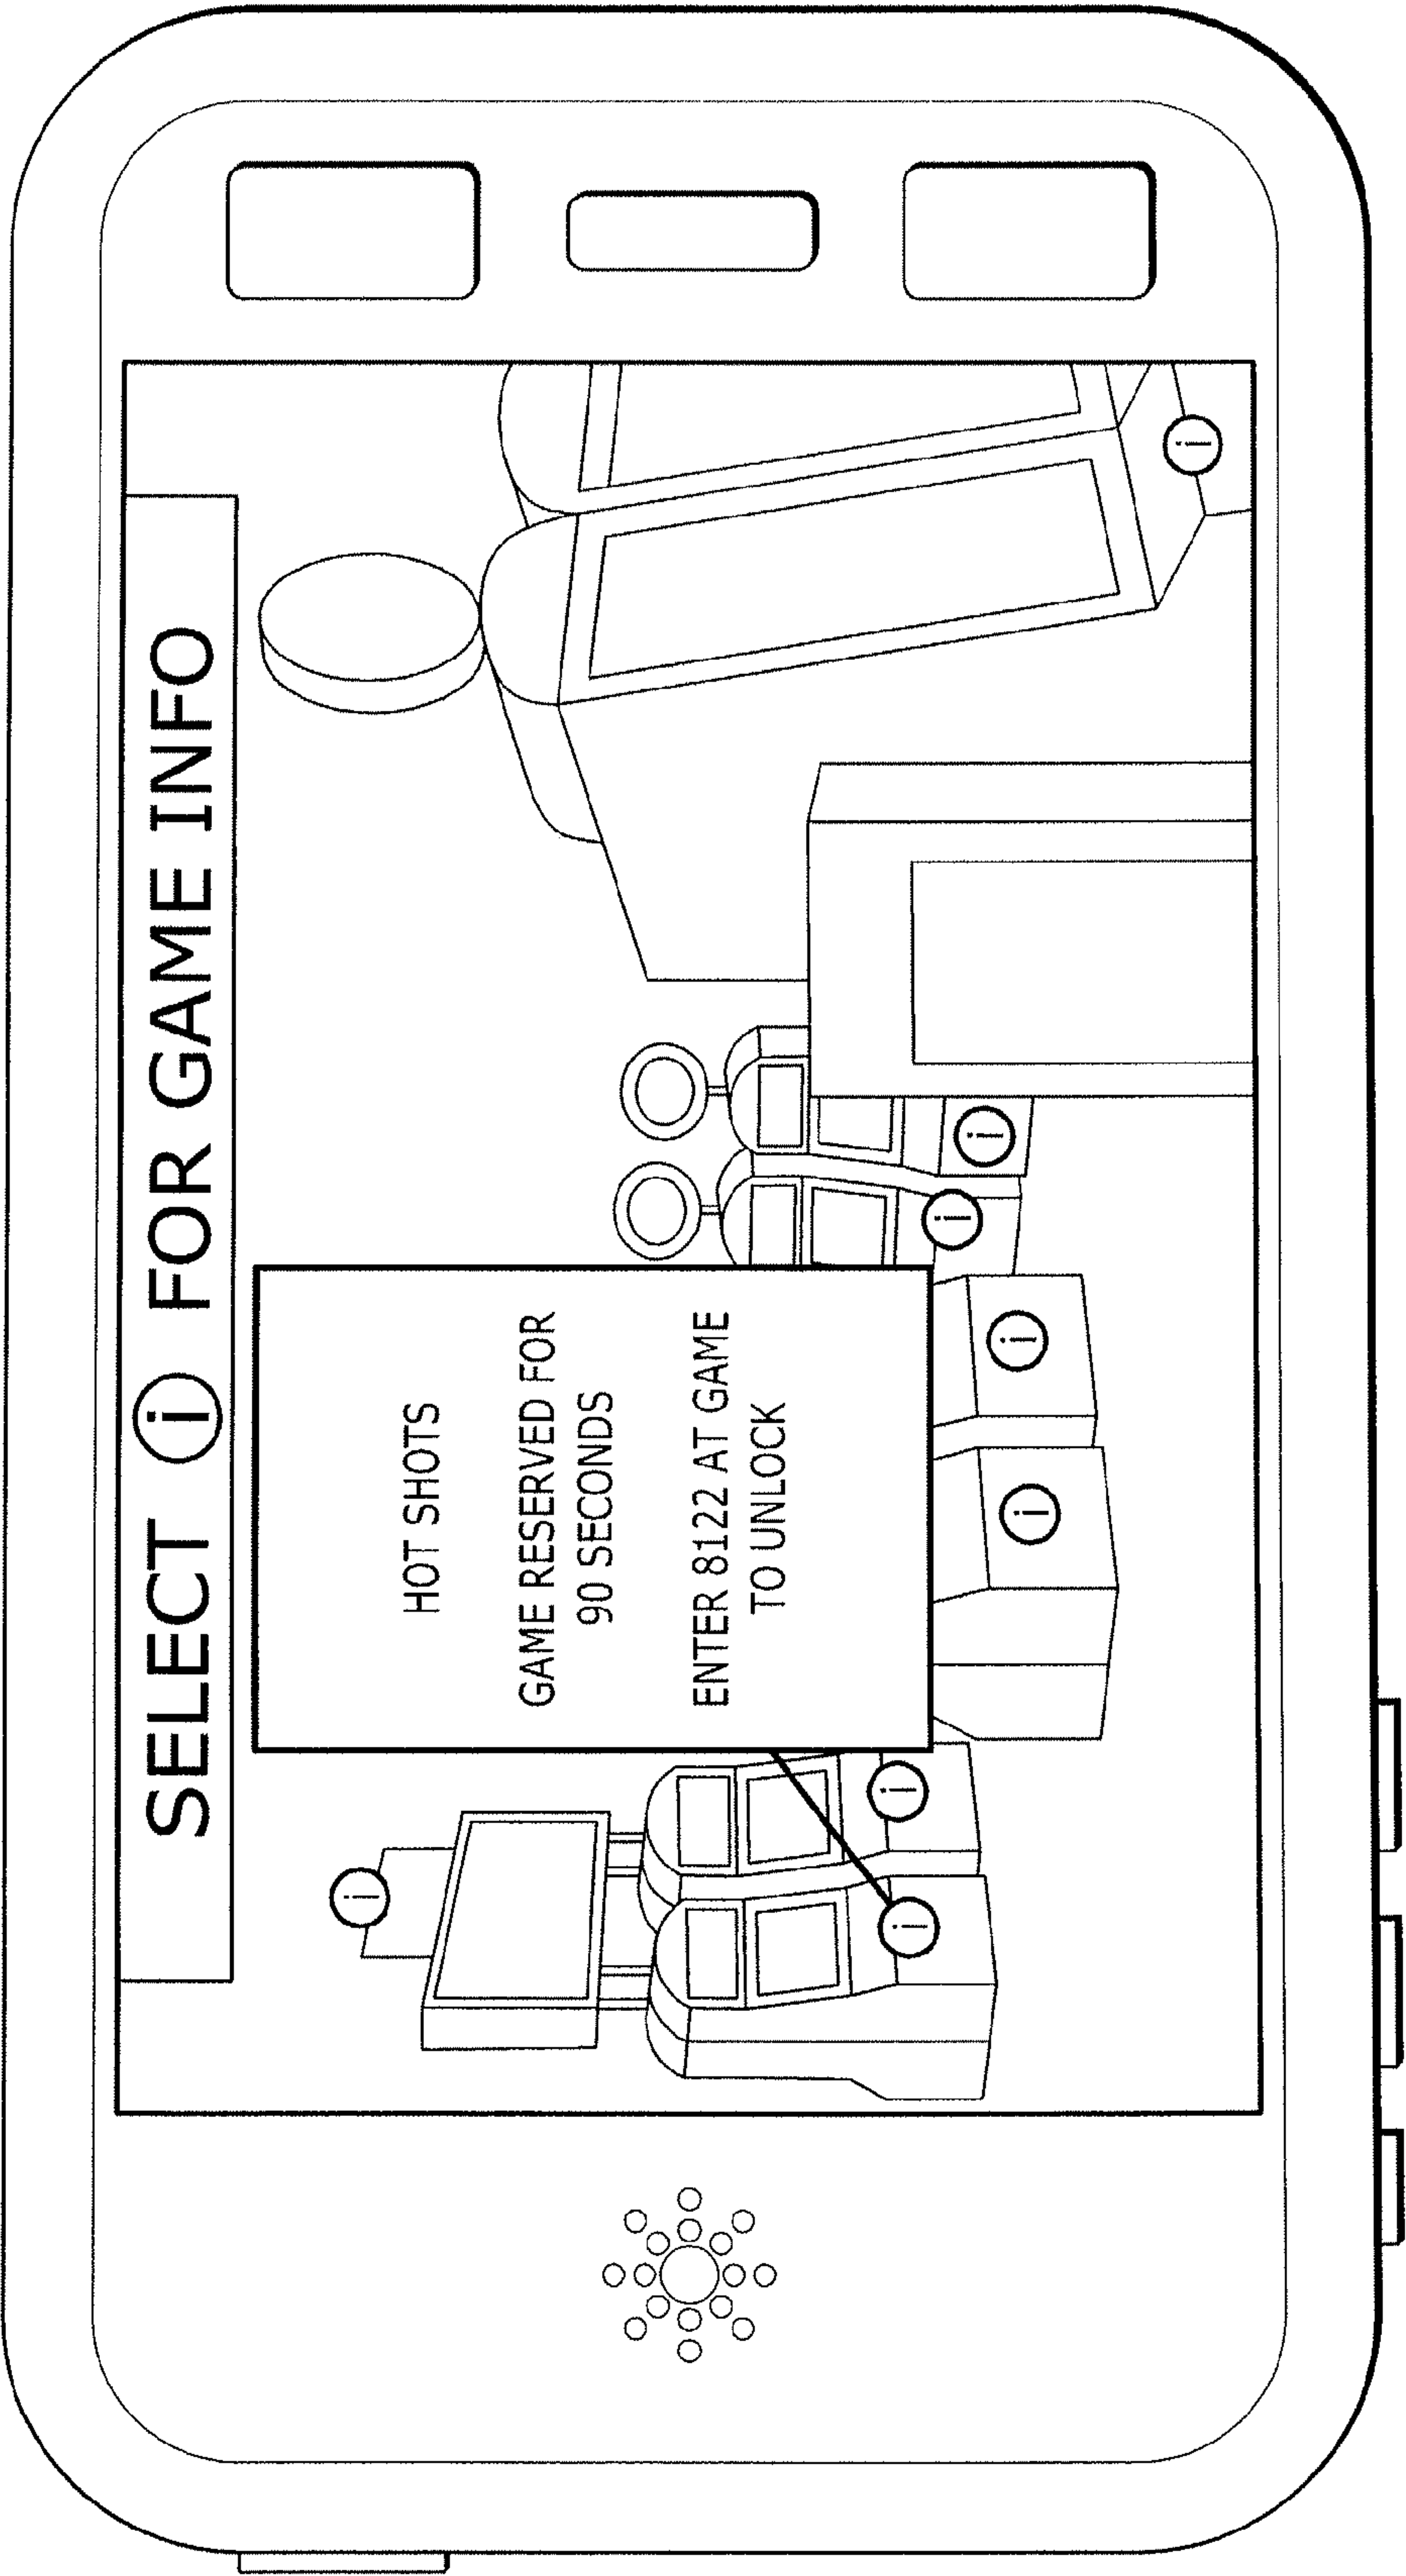 SELECT i FOR GAME INFO
HOT SHOTS
GAME RESERVED FOR
90 SECONDS
ENTER 8122 AT GAME
TO UNLOCK
i
i
i
i
i
i
i
i